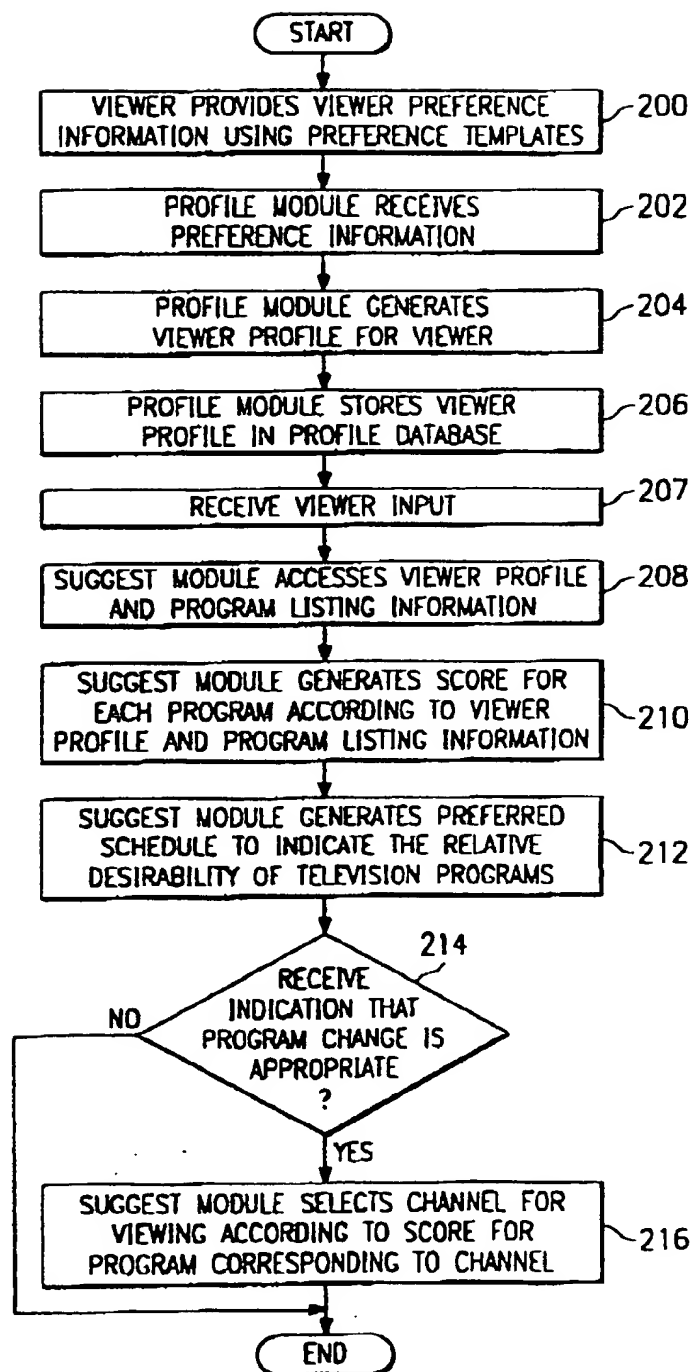 START
VIEWER PROVIDES VIEWER PREFERENCE
INFORMATION USING PREFERENCE TEMPLATES
200
PROFILE MODULE RECEIVES
PREFERENCE INFORMATION
202
PROFILE MODULE GENERATES
VIEWER PROFILE FOR VIEWER
204
PROFILE MODULE STORES VIEWER
PROFILE IN PROFILE DATABASE
206
RECEIVE VIEWER INPUT
207
SUGGEST MODULE ACCESSES VIEWER PROFILE
AND PROGRAM LISTING INFORMATION
208
SUGGEST MODULE GENERATES SCORE FOR
EACH PROGRAM ACCORDING TO VIEWER
PROFILE AND PROGRAM LISTING INFORMATION
210
SUGGEST MODULE GENERATES PREFERRED
SCHEDULE TO INDICATE THE RELATIVE
DESIRABILITY OF TELEVISION PROGRAMS
212
214
RECEIVE
INDICATION THAT
PROGRAM CHANGE IS
APPROPRIATE
?
NO
YES
SUGGEST MODULE SELECTS CHANNEL FOR
VIEWING ACCORDING TO SCORE FOR
PROGRAM CORRESPONDING TO CHANNEL
216
END